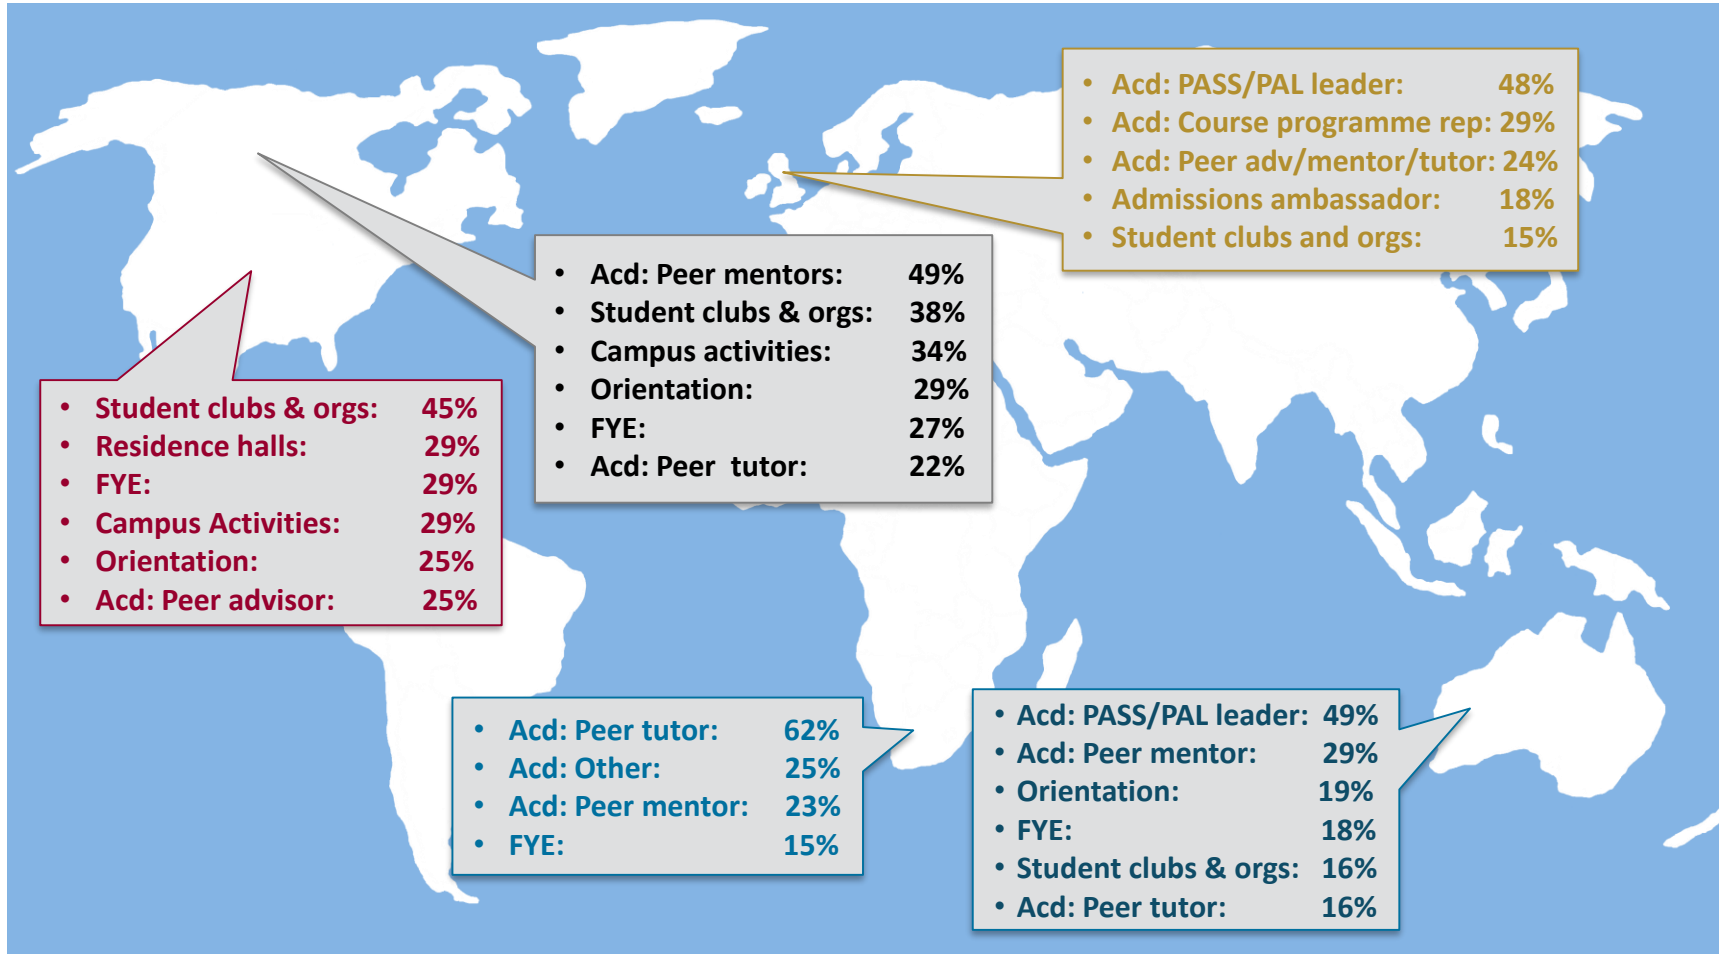 • Acd: PASS/PAL leader: 48%
• Acd: Course programme rep: 29%
• Acd: Peer adv/mentor/tutor: 24%
• Admissions ambassador: 18%
• Student clubs and orgs: 15%
• Acd: Peer mentors: 49%
• Student clubs & orgs: 38%
• Campus activities: 34%
• Orientation: 29%
• FYE: 27%
• Acd: Peer tutor: 22%
• Student clubs & orgs: 45%
• Residence halls: 29%
• FYE: 29%
• Campus Activities: 29%
• Orientation: 25%
• Acd: Peer advisor: 25%
• Acd: Peer tutor: 62%
• Acd: Other: 25%
• Acd: Peer mentor: 23%
• FYE: 15%
• Acd: PASS/PAL leader: 49%
• Acd: Peer mentor: 29%
• Orientation: 19%
• FYE: 18%
• Student clubs & orgs: 16%
• Acd: Peer tutor: 16%